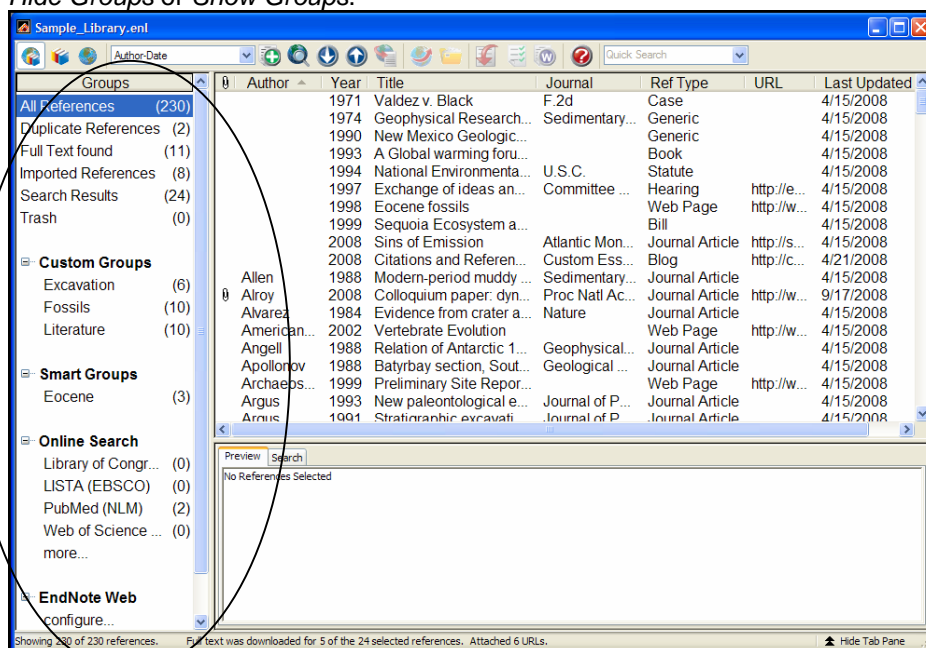 Hide Groups or Show Groups.
Sample_Library.enl
Author-Date Quick Search
Groups Author Year Title Journal Ref Type URL Last Updated
All References (230)
Duplicate References (2)
Full Text found (11)
Imported References (8)
Search Results (24)
Trash (0)
Custom Groups
Excavation (6)
Fossils (10)
Literature (10)
Smart Groups
Eocene (3)
Online Search
Library of Congr... (0)
LISTA (EBSCO) (0)
PubMed (NLM) (2)
Web of Science ... (0)
more...
EndNote Web
configure...
1971 Valdez v. Black F.2d Case 4/15/2008
1974 Geophysical Research... Sedimentary... Generic 4/15/2008
1990 New Mexico Geologic... Generic 4/15/2008
1993 A Global warming foru... Book 4/15/2008
1994 National Environmenta... U.S.C. Statute 4/15/2008
1997 Exchange of ideas an... Committee ... Hearing http://e... 4/15/2008
1998 Eocene fossils Web Page http://w... 4/15/2008
1999 Sequoia Ecosystem a... Bill 4/15/2008
2008 Sins of Emission Atlantic Mon... Journal Article http://s... 4/15/2008
2008 Citations and Referen... Custom Ess... Blog http://c... 4/21/2008
Allen 1988 Modern-period muddy ... Sedimentary... Journal Article 4/15/2008
Alroy 2008 Colloquium paper: dyn... Proc Natl Ac... Journal Article http://w... 9/17/2008
Alvarez 1984 Evidence from crater a... Nature Journal Article 4/15/2008
American... 2002 Vertebrate Evolution Web Page http://w... 4/15/2008
Angell 1988 Relation of Antarctic 1... Geophysical... Journal Article 4/15/2008
Apollonov 1988 Batyrbay section, Sout... Geological ... Journal Article 4/15/2008
Archaeos... 1999 Preliminary Site Repor... Web Page http://w... 4/15/2008
Argus 1993 New paleontological e... Journal of P... Journal Article 4/15/2008
Argus 1991 Stratigraphic excavati... Journal of P... Journal Article 4/15/2008
Preview Search
No References Selected
Showing 230 of 230 references. Full text was downloaded for 5 of the 24 selected references. Attached 6 URLs. Hide Tab Pane